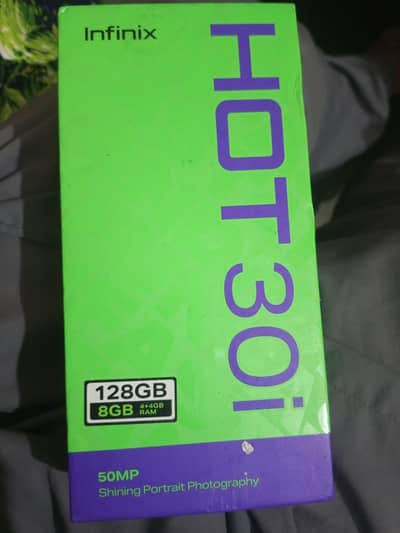 Infinix
HOT 30i
128GB
8GB 4+4GB
RAM
50MP
Shining Portrait Photography